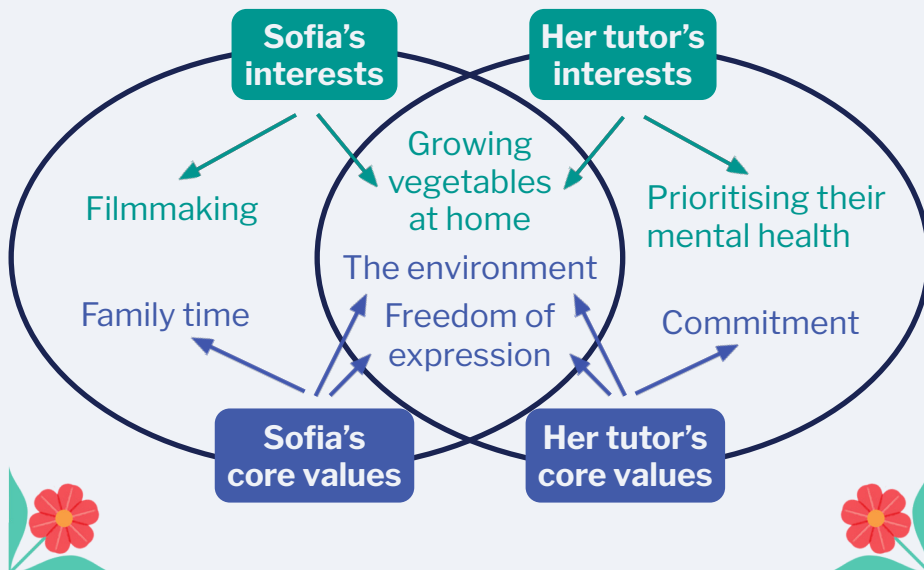 Sofia's
interests
Her tutor's
interests
Filmmaking
Growing
vegetables
at home
Prioritising their
mental health
The environment
Family time
Freedom of
expression
Commitment
Sofia's
core values
Her tutor's
core values